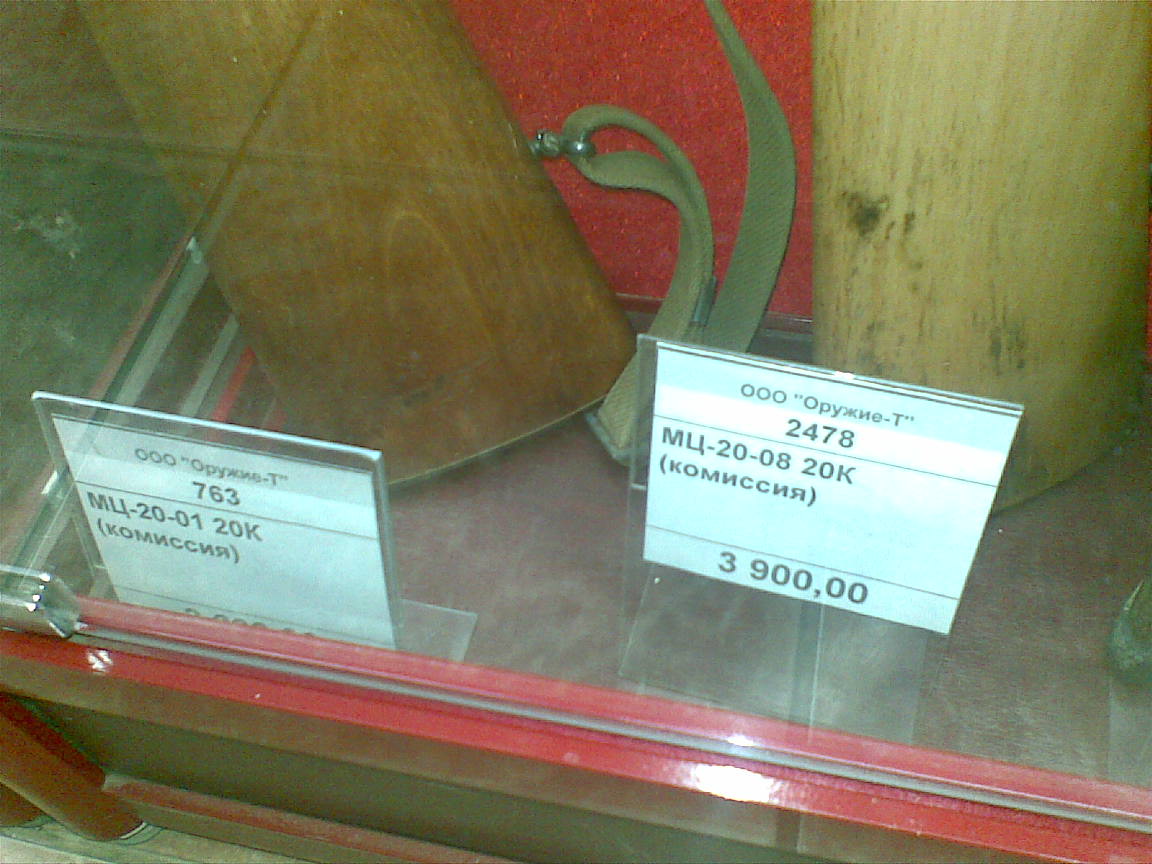 ООО "Оружие-Т"
763
МЦ-20-01 20К
(комиссия)
ООО "Оружие-Т"
2478
МЦ-20-08 20К
(комиссия)
3 900,00